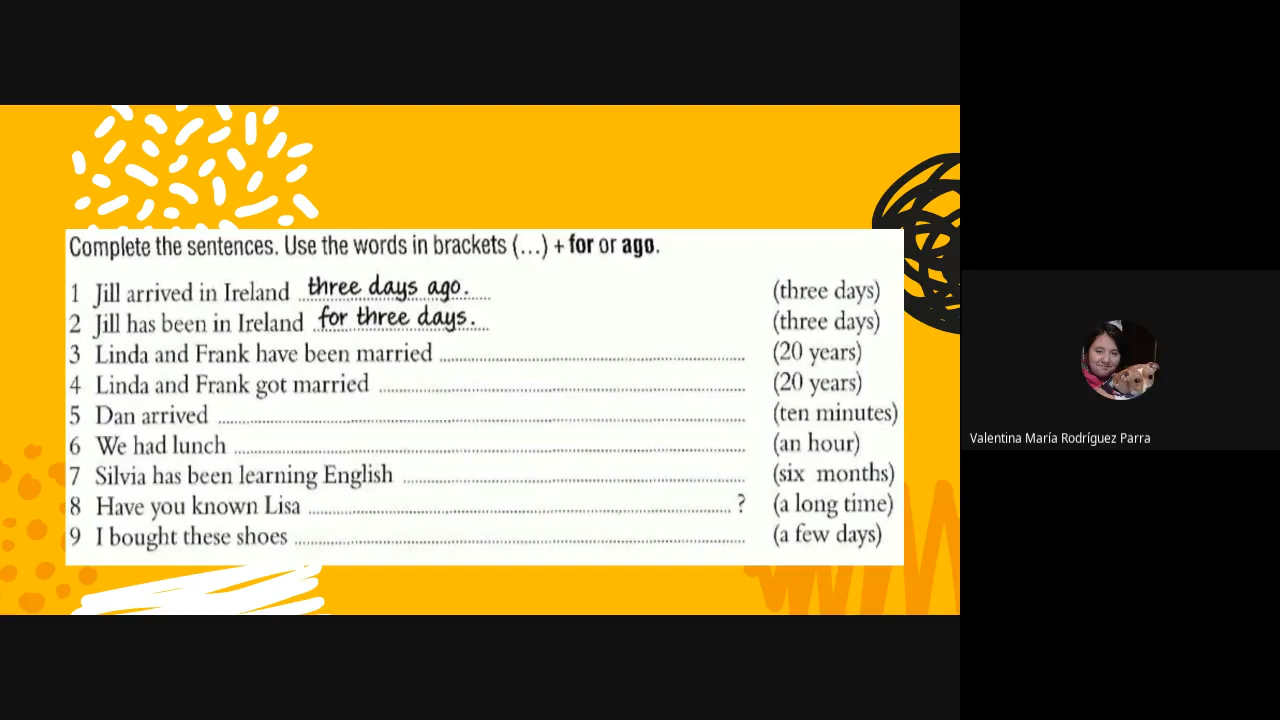 Complete the sentences. Use the words in brackets (...) + for or ago.
1 Jill arrived in Ireland three days ago. (three days)
2 Jill has been in Ireland for three days. (three days)
3 Linda and Frank have been married (20 years)
4 Linda and Frank got married (20 years)
5 Dan arrived (ten minutes)
6 We had lunch (an hour)
7 Silvia has been learning English (six months)
8 Have you known Lisa ? (a long time)
9 I bought these shoes (a few days)
Valentina María Rodríguez Parra